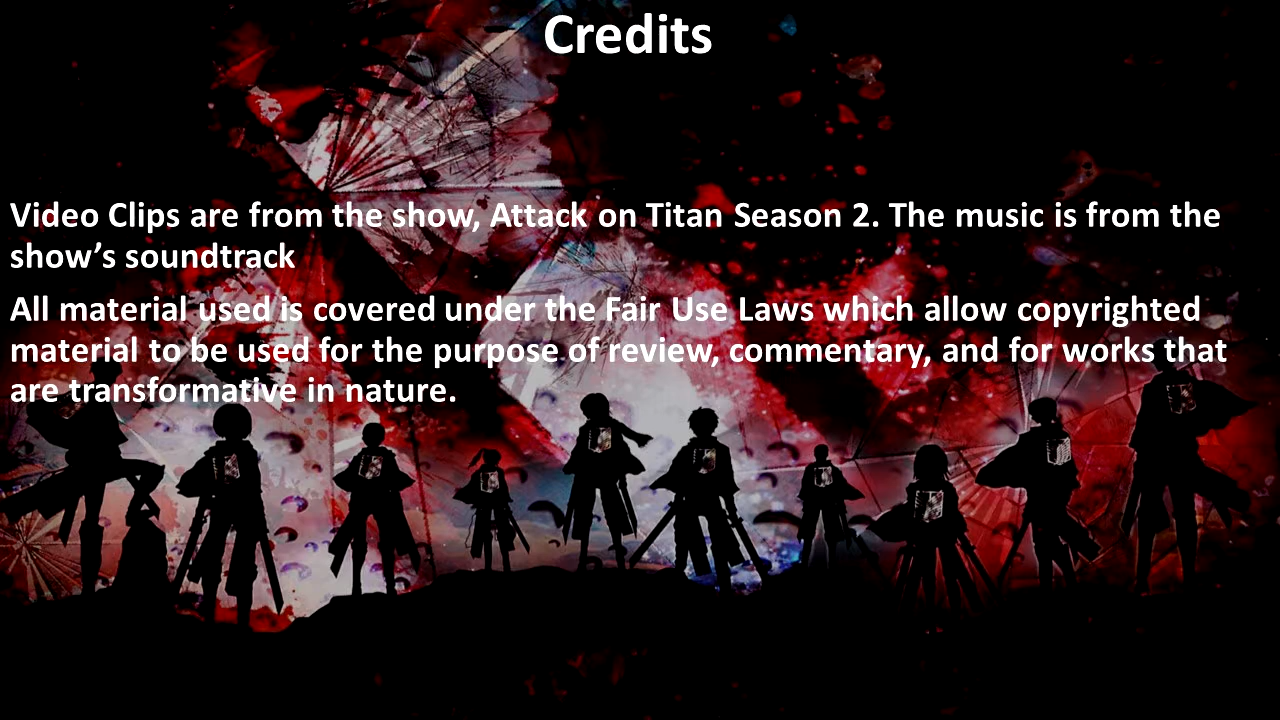 Credits
Video Clips are from the show, Attack on Titan Season 2. The music is from the
show’s soundtrack
All material used is covered under the Fair Use Laws which allow copyrighted
material to be used for the purpose of review, commentary, and for works that
are transformative in nature.